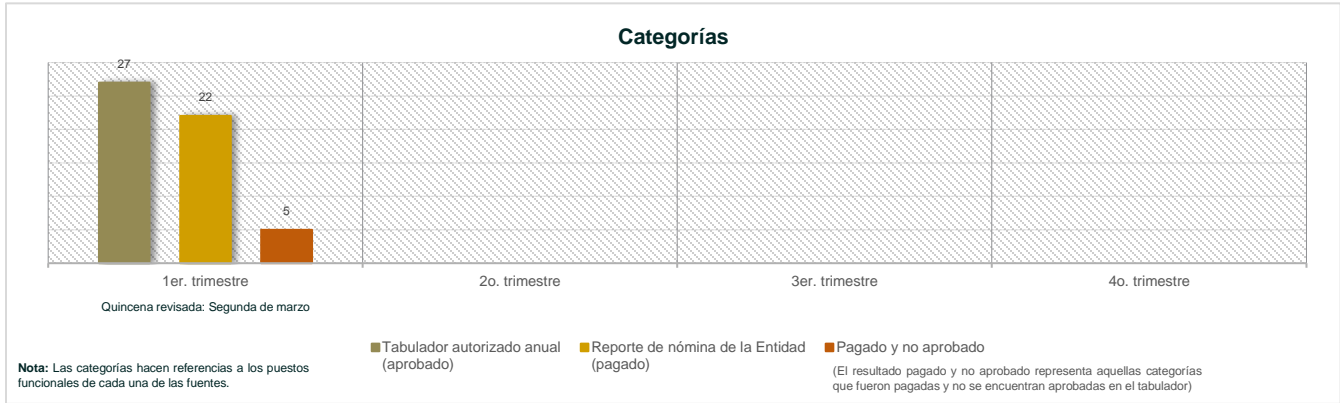 Categorías
27
22
5
1er. trimestre
2o. trimestre
3er. trimestre
4o. trimestre
Quincena revisada: Segunda de marzo
Tabulador autorizado anual
(aprobado)
Reporte de nómina de la Entidad
(pagado)
Pagado y no aprobado
(El resultado pagado y no aprobado representa aquellas categorías
que fueron pagadas y no se encuentran aprobadas en el tabulador)
Nota: Las categorías hacen referencias a los puestos
funcionales de cada una de las fuentes.